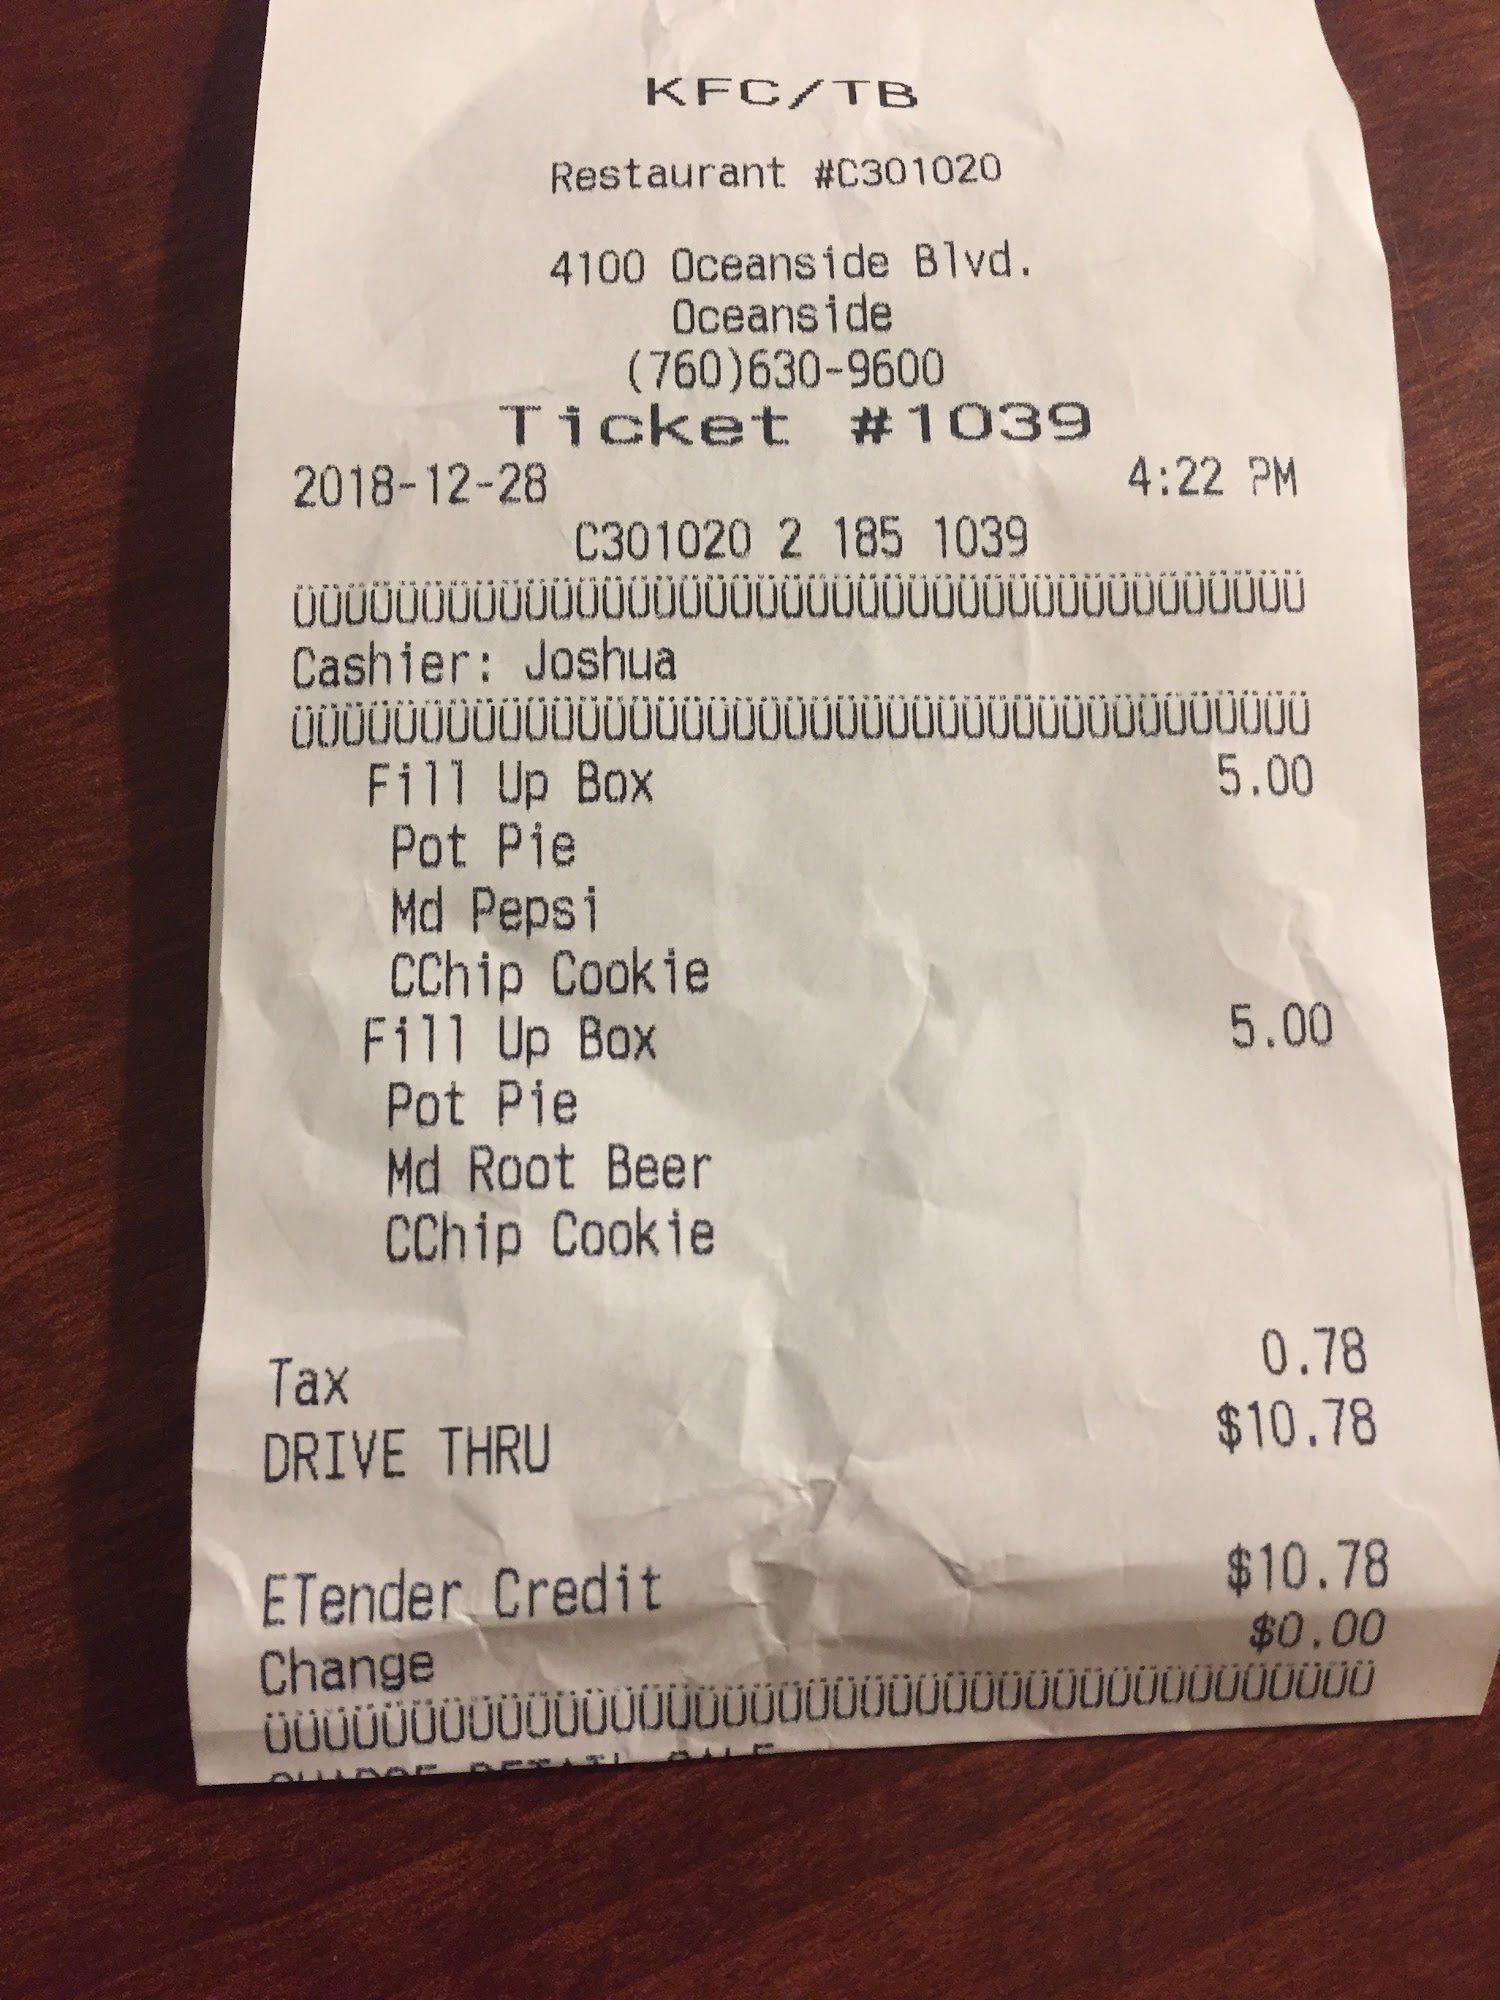 KFC/TB
Restaurant #C301020
4100 Oceanside Blvd.
Oceanside
(760)630-9600
Ticket #1039
2018-12-28 4:22 PM
C301020 2 185 1039
ÜÜÜÜÜÜÜÜÜÜÜÜÜÜÜÜÜÜÜÜÜÜÜÜÜÜÜÜÜÜÜÜÜÜÜÜÜÜÜÜ
Cashier: Joshua
ÜÜÜÜÜÜÜÜÜÜÜÜÜÜÜÜÜÜÜÜÜÜÜÜÜÜÜÜÜÜÜÜÜÜÜÜÜÜÜÜ
Fill Up Box 5.00
Pot Pie
Md Pepsi
CChip Cookie
Fill Up Box 5.00
Pot Pie
Md Root Beer
CChip Cookie
Tax 0.78
DRIVE THRU $10.78
ETender Credit $10.78
Change $0.00
ÜÜÜÜÜÜÜÜÜÜÜÜÜÜÜÜÜÜÜÜÜÜÜÜÜÜÜÜÜÜÜÜÜÜÜÜÜÜÜÜ